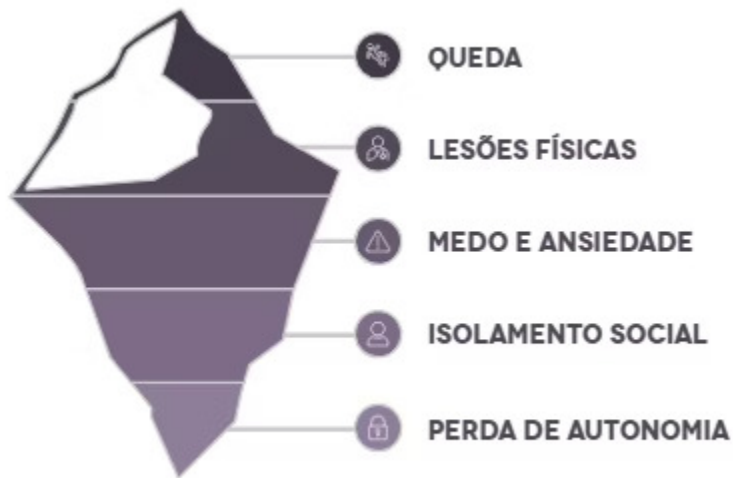 QUEDA
LESÕES FÍSICAS
MEDO E ANSIEDADE
ISOLAMENTO SOCIAL
PERDA DE AUTONOMIA